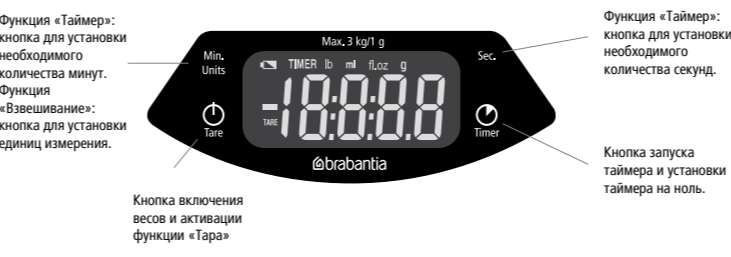 Функция «Таймер»:
кнопка для установки
необходимого
количества минут.
Функция
«Взвешивание»:
кнопка для установки
единиц измерения.
Max. 3 kg/1 g
Min.
Units
TIMER lb ml fl.oz g
Sec.
-18:8:8.8
TARE
Tare
Timer
brabantia
Функция «Таймер»:
кнопка для установки
необходимого
количества секунд.
Кнопка запуска
таймера и установки
таймера на ноль.
Кнопка включения
весов и активации
функции «Тара»